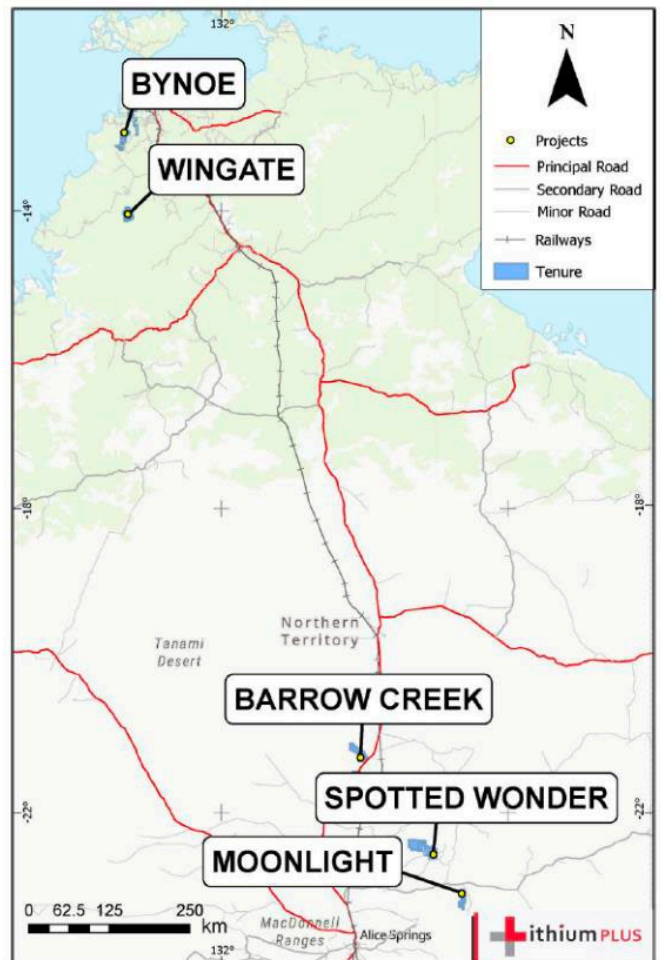 132°
BYNOE
WINGATE
N
Projects
Principal Road
Secondary Road
Minor Road
Railways
Tenure
-14°
-18°
-18°
Northern
Territory
Tanami
Desert
BARROW CREEK
SPOTTED WONDER
-22°
-22°
MOONLIGHT
0 62.5 125 250
km
MacDonnell
Ranges
Alice Springs
132°
Lithium PLUS